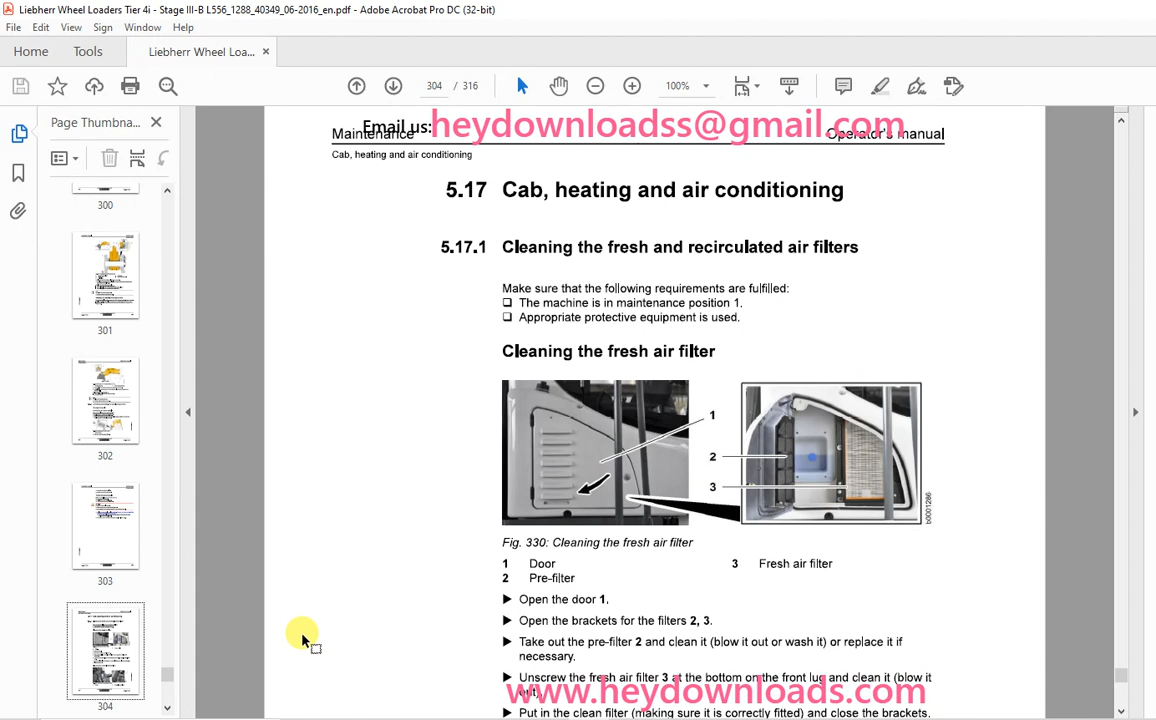 Liebherr Wheel Loaders Tier 4i - Stage III-B L556_1288_40349_06-2016_en.pdf - Adobe Acrobat Pro DC (32-bit)
File Edit View Sign Window Help
Home Tools Liebherr Wheel Loa... ×
304 / 316 100%
Page Thumbna... ×
300
301
302
303
304
Email us: heydownloadss@gmail.com
Maintenance Operator's manual
Cab, heating and air conditioning
5.17 Cab, heating and air conditioning
5.17.1 Cleaning the fresh and recirculated air filters
Make sure that the following requirements are fulfilled:
❑ The machine is in maintenance position 1.
❑ Appropriate protective equipment is used.
Cleaning the fresh air filter
1
2
3
b0001286
Fig. 330: Cleaning the fresh air filter
1 Door 3 Fresh air filter
2 Pre-filter
▶ Open the door 1.
▶ Open the brackets for the filters 2, 3.
▶ Take out the pre-filter 2 and clean it (blow it out or wash it) or replace it if
necessary.
▶ Unscrew the fresh air filter 3 at the bottom on the front lug and clean it (blow it
out).
www.heydownloads.com
▶ Put in the clean filter (making sure it is correctly fitted) and close the brackets.